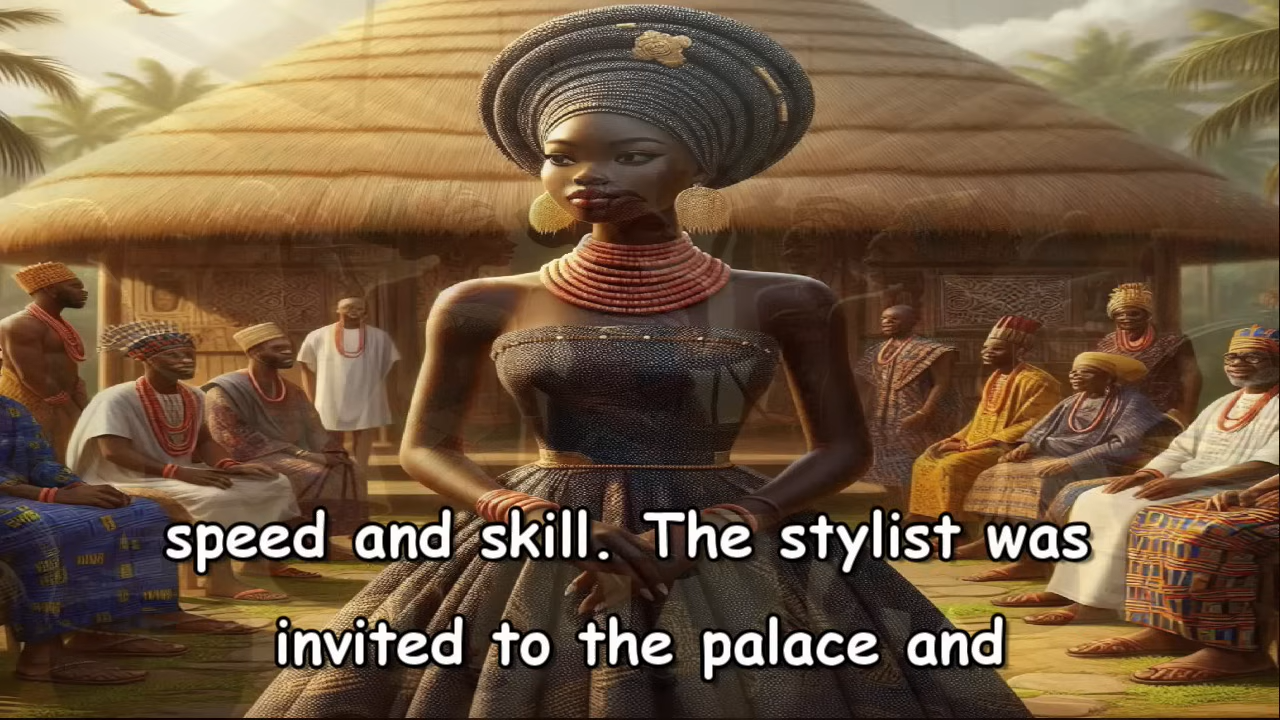 speed and skill. The stylist was
invited to the palace and